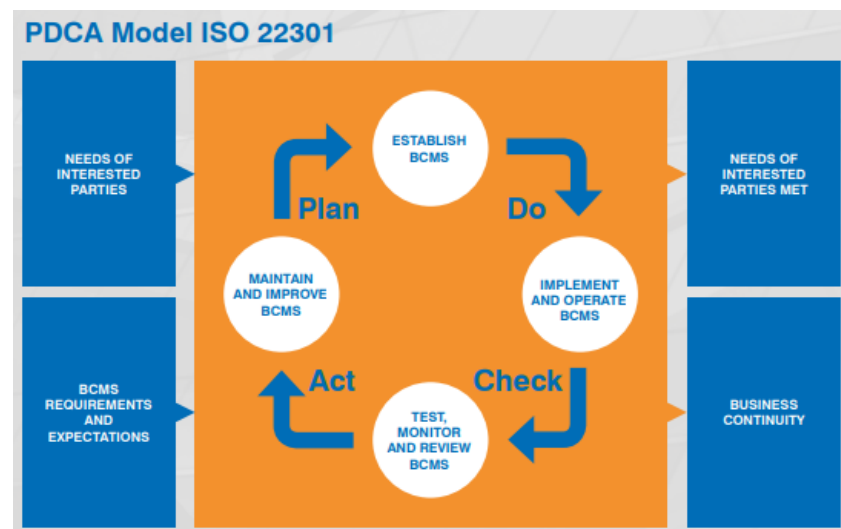 PDCA Model ISO 22301
NEEDS OF
INTERESTED
PARTIES
BCMS
REQUIREMENTS
AND
EXPECTATIONS
ESTABLISH
BCMS
Plan
Do
MAINTAIN
AND IMPROVE
BCMS
IMPLEMENT
AND OPERATE
BCMS
Act
Check
TEST,
MONITOR
AND REVIEW
BCMS
NEEDS OF
INTERESTED
PARTIES MET
BUSINESS
CONTINUITY